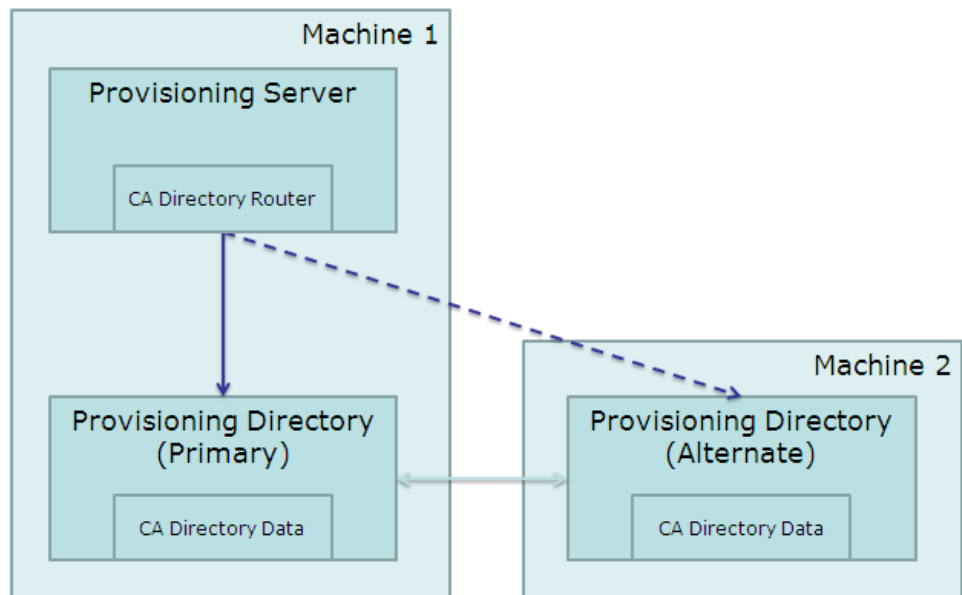 Machine 1
Provisioning Server
CA Directory Router
Machine 2
Provisioning Directory
(Primary)
CA Directory Data
Provisioning Directory
(Alternate)
CA Directory Data